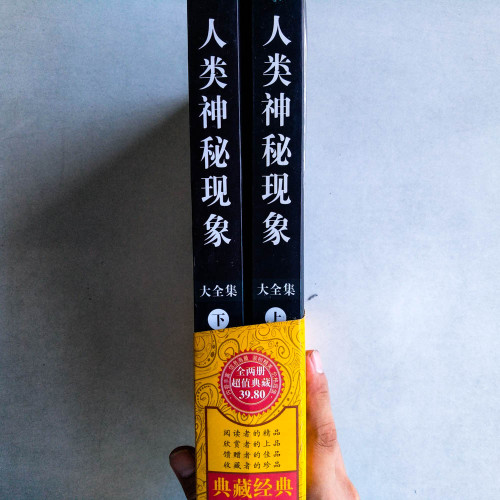 人类神秘现象
大全集
下
人类神秘现象
大全集
上
全两册
超值典藏
39.80
阅读者的精品
欣赏者的上品
馈赠者的佳品
收藏者的珍品
典藏经典